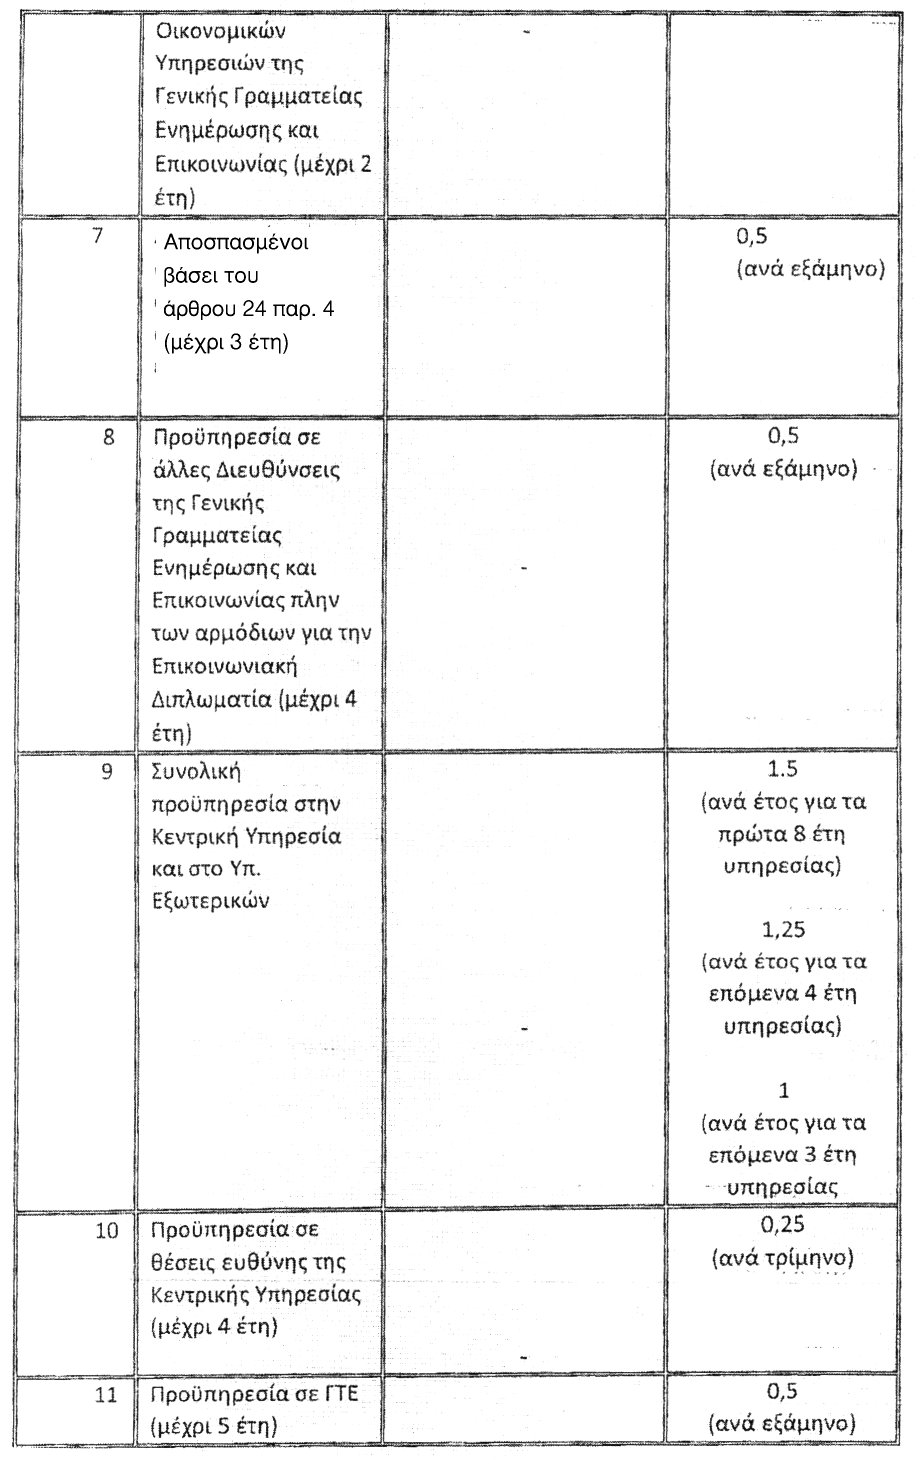 Οικονομικών
Υπηρεσιών της
Γενικής Γραμματείας
Ενημέρωσης και
Επικοινωνίας (μέχρι 2
έτη)
-
7
Αποσπασμένοι
βάσει του
άρθρου 24 παρ. 4
(μέχρι 3 έτη)
0,5
(ανά εξάμηνο)
8
Προϋπηρεσία σε
άλλες Διευθύνσεις
της Γενικής
Γραμματείας
Ενημέρωσης και
Επικοινωνίας πλην
των αρμόδιων για την
Επικοινωνιακή
Διπλωματία (μέχρι 4
έτη)
-
0,5
(ανά εξάμηνο)
9
Συνολική
προϋπηρεσία στην
Κεντρική Υπηρεσία
και στο Υπ.
Εξωτερικών
-
1.5
(ανά έτος για τα
πρώτα 8 έτη
υπηρεσίας)
1,25
(ανά έτος για τα
επόμενα 4 έτη
υπηρεσίας)
1
(ανά έτος για τα
επόμενα 3 έτη
υπηρεσίας
10
Προϋπηρεσία σε
θέσεις ευθύνης της
Κεντρικής Υπηρεσίας
(μέχρι 4 έτη)
-
0,25
(ανά τρίμηνο)
11
Προϋπηρεσία σε ΓΤΕ
(μέχρι 5 έτη)
0,5
(ανά εξάμηνο)